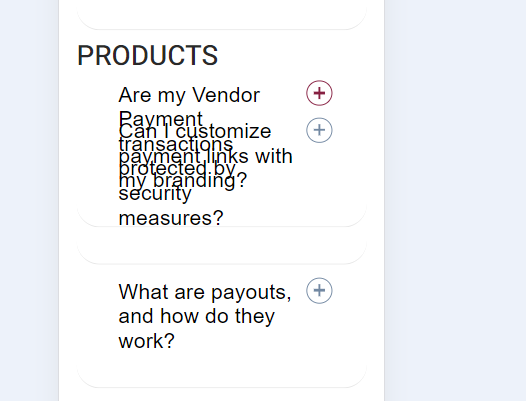 PRODUCTS
Are my Vendor
Payment
transactions
protected by
security
measures?
Can I customize
payment links with
my branding?
What are payouts,
and how do they
work?